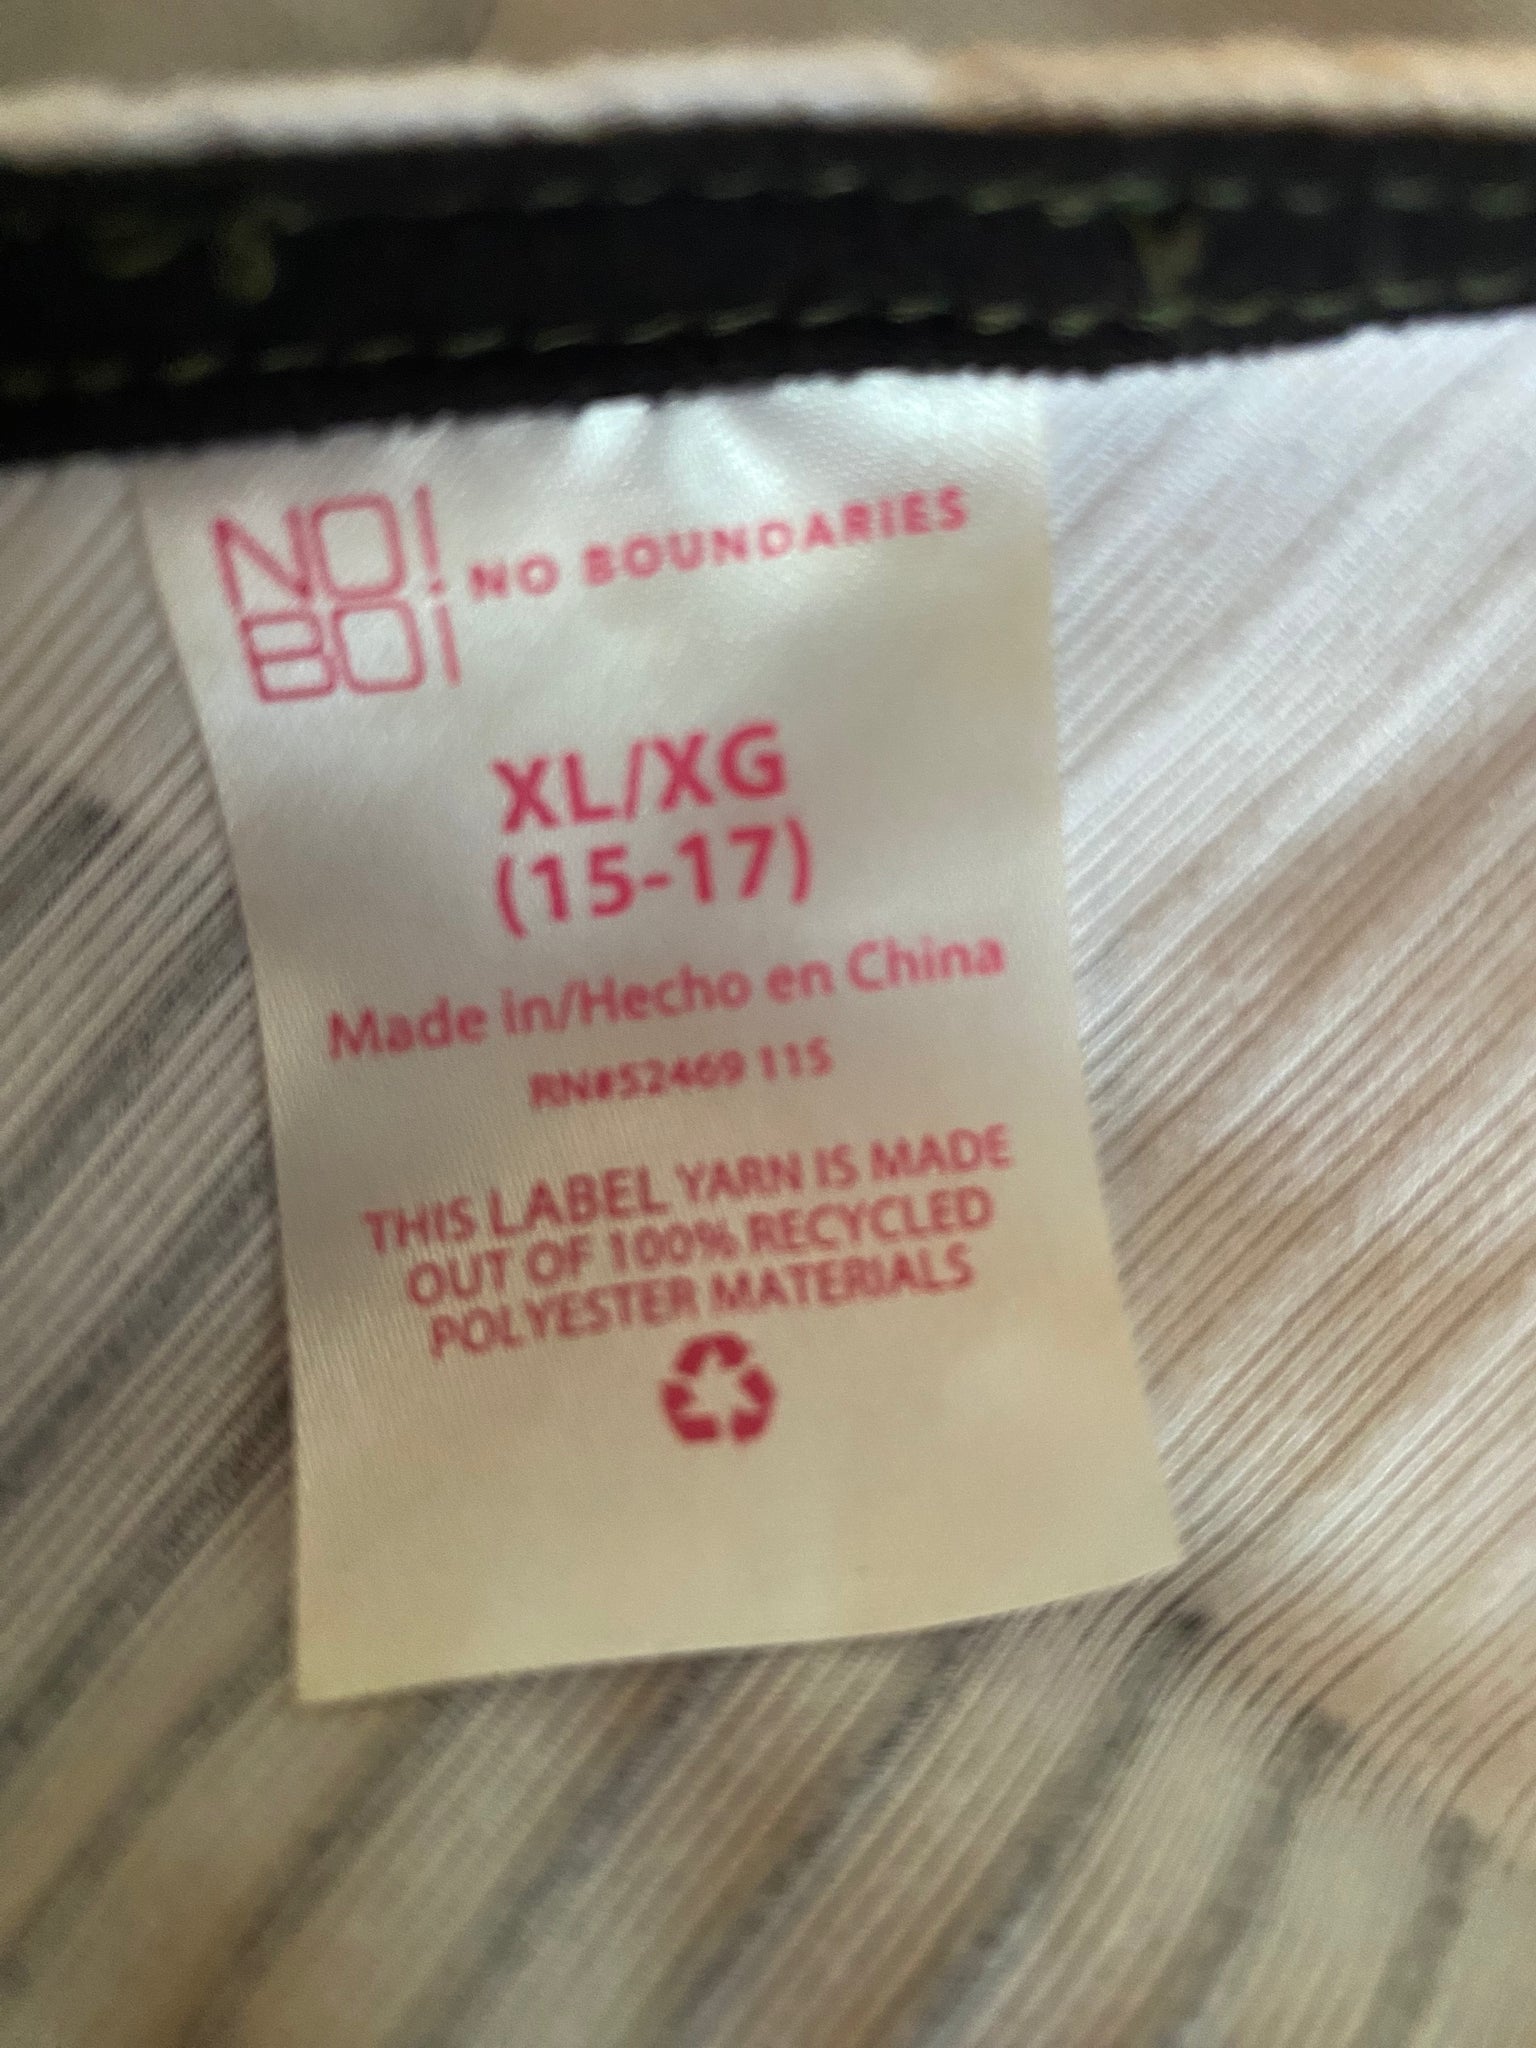 NO!
BO!
NO BOUNDARIES
XL/XG
(15-17)
Made in/Hecho en China
RN#52469 115
THIS LABEL YARN IS MADE
OUT OF 100% RECYCLED
POLYESTER MATERIALS